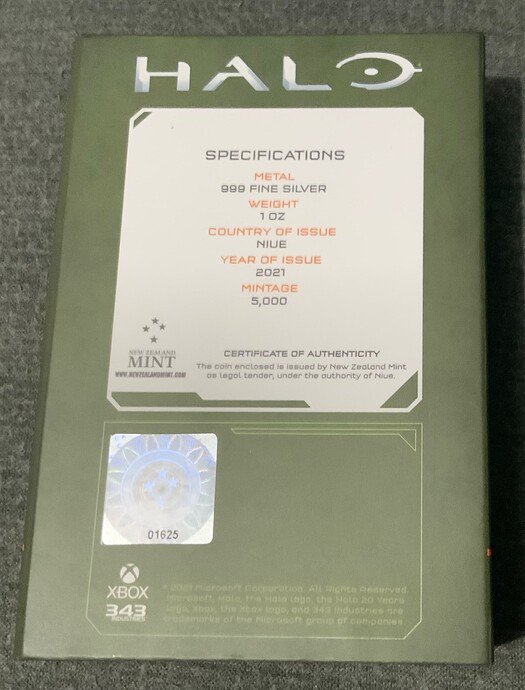 HALO
SPECIFICATIONS
METAL
999 FINE SILVER
WEIGHT
1 OZ
COUNTRY OF ISSUE
NIUE
YEAR OF ISSUE
2021
MINTAGE
5,000
NEW ZEALAND
MINT
WWW.NEWZEALANDMINT.COM
CERTIFICATE OF AUTHENTICITY
The coin enclosed is issued by New Zealand Mint
as legal tender, under the authority of Niue.
01625
XBOX
343
INDUSTRIES
© 2021 Microsoft Corporation. All Rights Reserved
Microsoft, Halo, the Halo logo, the Halo 20 Years
logo, Xbox, the Xbox logo, and 343 Industries are
trademarks of the Microsoft group of companies